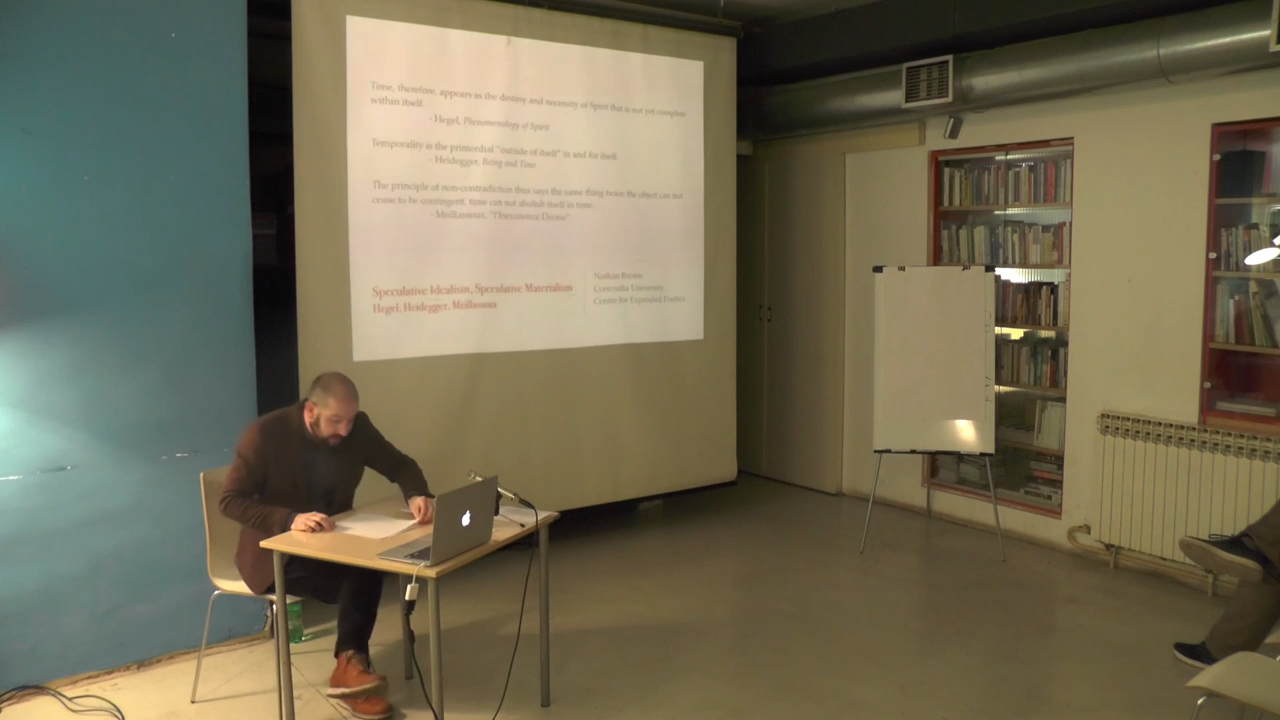 Time, therefore, appears as the destiny and necessity of Spirit that is not yet complete
within itself.
- Hegel, Phenomenology of Spirit
Temporality is the primordial "outside of itself" in and for itself.
- Heidegger, Being and Time
The principle of non-contradiction thus says the same thing twice: the object can not
cease to be contingent, time can not abolish itself in time.
- Meillassoux, "L'Inexistence Divine"
Speculative Idealism, Speculative Materialism
Hegel, Heidegger, Meillassoux
Nathan Brown
Concordia University
Centre for Expanded Poetics